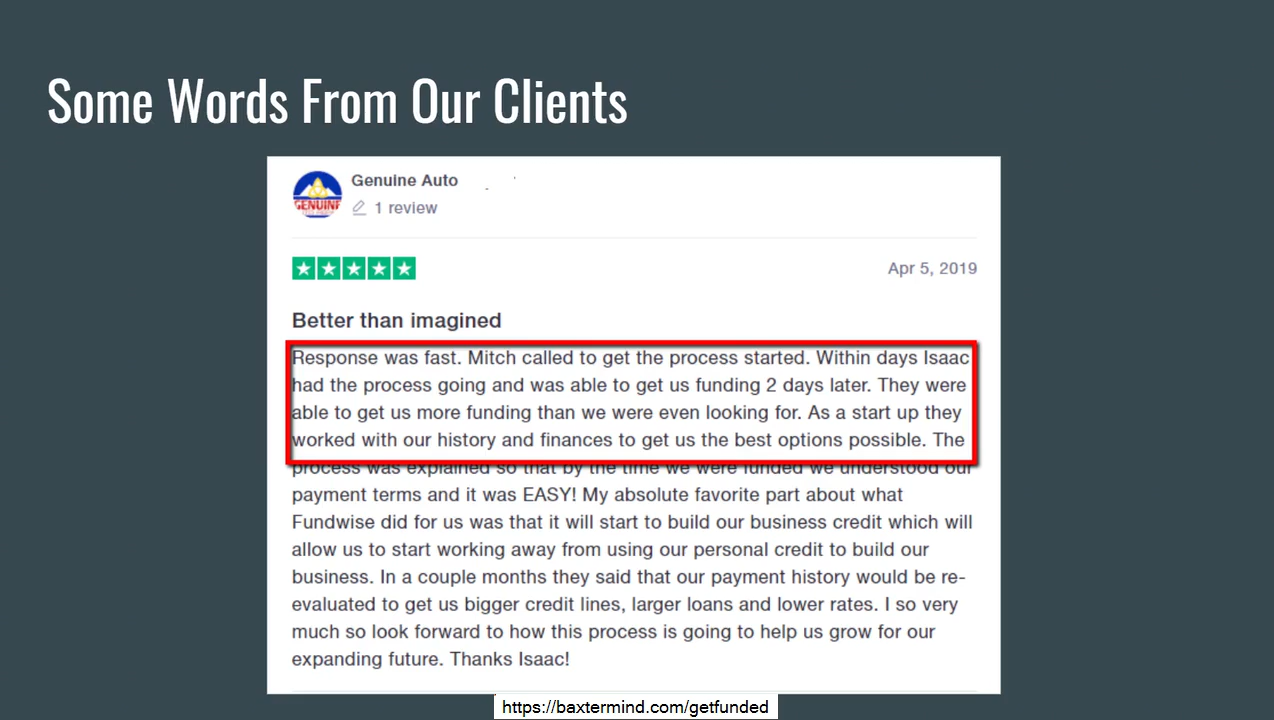 Some Words From Our Clients
Genuine Auto
GENUINE
1 review
Apr 5, 2019
Better than imagined
Response was fast. Mitch called to get the process started. Within days Isaac
had the process going and was able to get us funding 2 days later. They were
able to get us more funding than we were even looking for. As a start up they
worked with our history and finances to get us the best options possible. The
process was explained so that by the time we were funded we understood our
payment terms and it was EASY! My absolute favorite part about what
Fundwise did for us was that it will start to build our business credit which will
allow us to start working away from using our personal credit to build our
business. In a couple months they said that our payment history would be re-
evaluated to get us bigger credit lines, larger loans and lower rates. I so very
much so look forward to how this process is going to help us grow for our
expanding future. Thanks Isaac!
https://baxtermind.com/getfunded